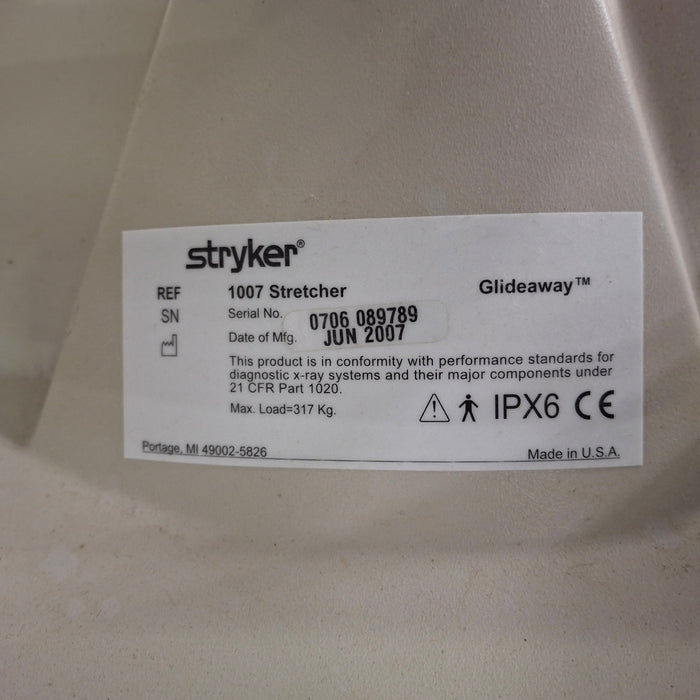 stryker®
REF 1007 Stretcher Glideaway™
SN Serial No. 0706 089789
Date of Mfg. JUN 2007
This product is in conformity with performance standards for
diagnostic x-ray systems and their major components under
21 CFR Part 1020.
Max. Load=317 Kg. IPX6 CE
Portage, MI 49002-5826 Made in U.S.A.